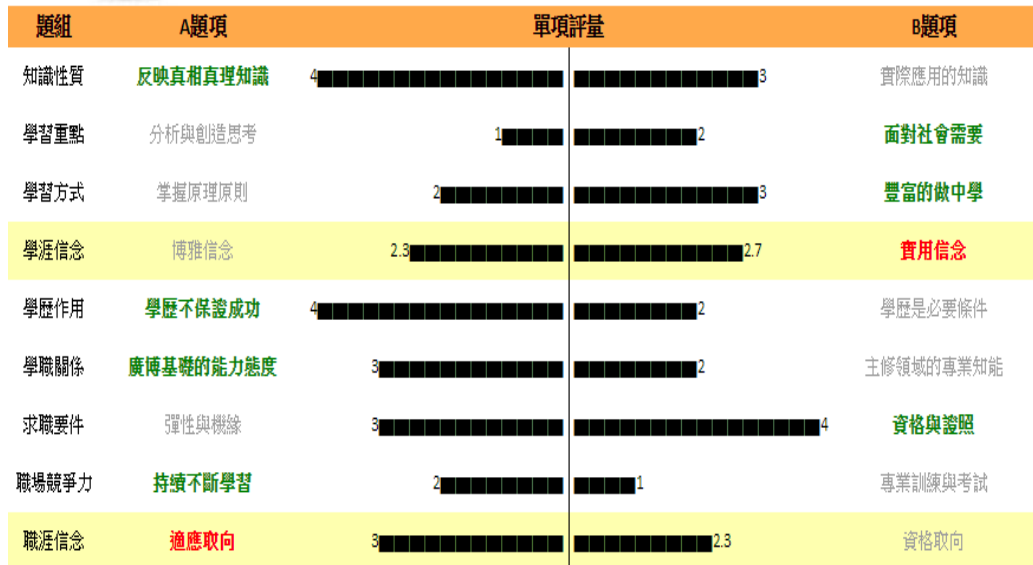 題組 A題項 單項評量 B題項
知識性質 反映真相真理知識 4 3 實際應用的知識
學習重點 分析與創造思考 1 2 面對社會需要
學習方式 掌握原理原則 2 3 豐富的做中學
學涯信念 博雅信念 2.3 2.7 實用信念
學歷作用 學歷不保證成功 4 2 學歷是必要條件
學職關係 廣博基礎的能力態度 3 2 主修領域的專業知能
求職要件 彈性與機緣 3 4 資格與證照
職場競爭力 持續不斷學習 2 1 專業訓練與考試
職涯信念 適應取向 3 2.3 資格取向